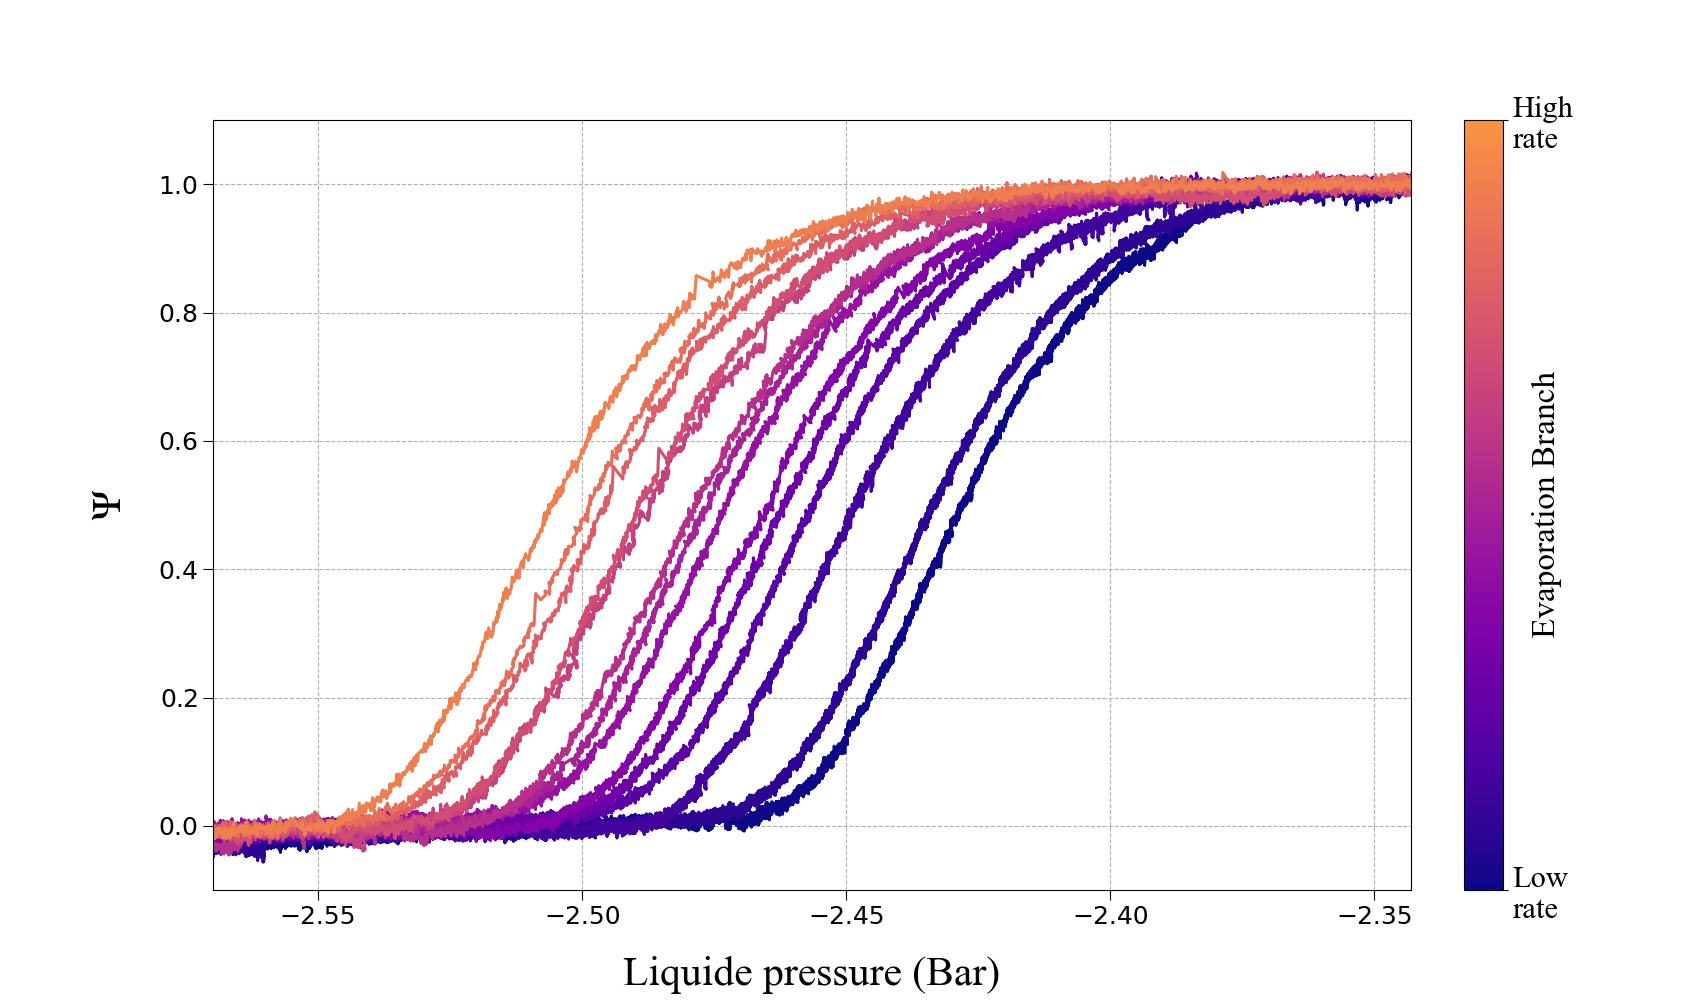 High
rate
1.0
0.8
0.6
0.4
0.2
0.0
Ψ
Evaporation Branch
Low
rate
−2.55 −2.50 −2.45 −2.40 −2.35
Liquide pressure (Bar)